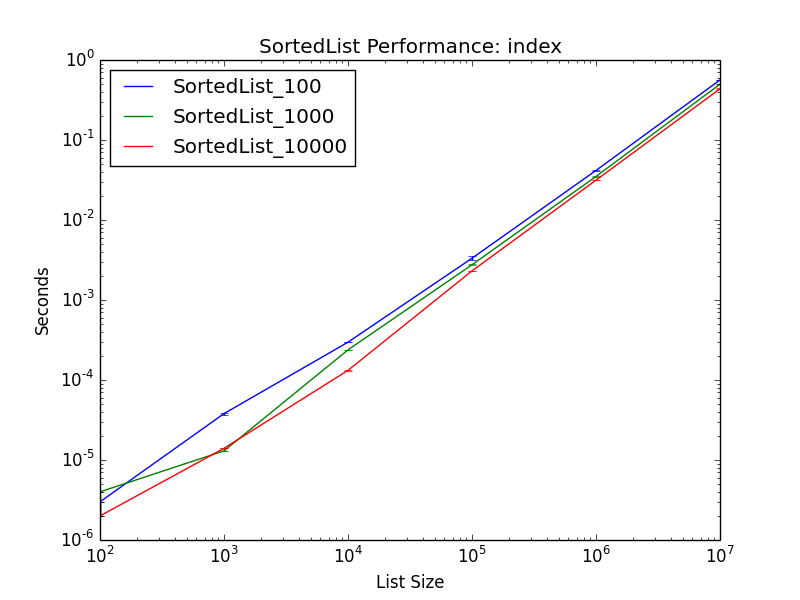 SortedList Performance: index
10^0
SortedList_100
SortedList_1000
SortedList_10000
10^-1
10^-2
10^-3
10^-4
10^-5
10^-6
Seconds
10^2 10^3 10^4 10^5 10^6 10^7
List Size